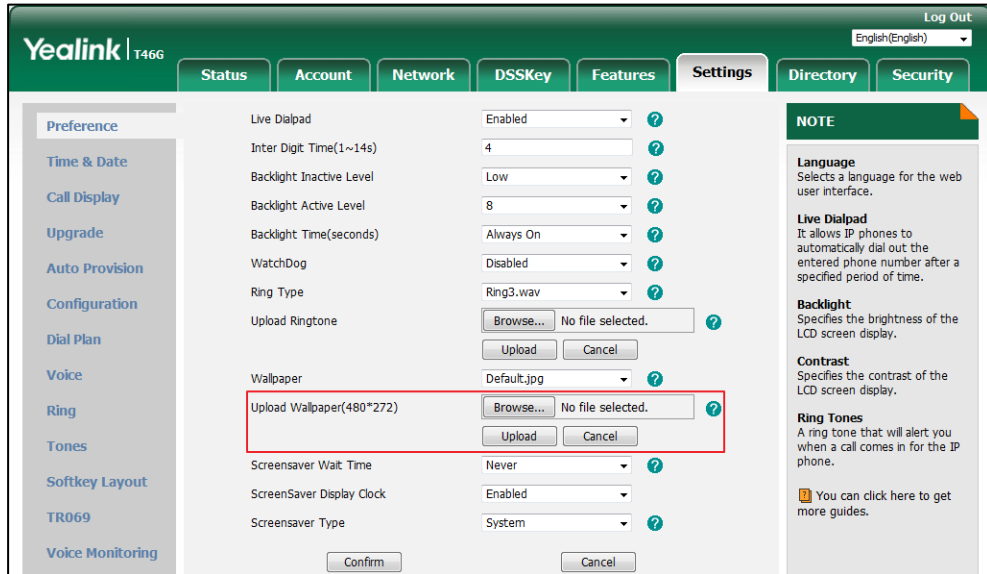 Log Out
Yealink T46G
English(English)
Status Account Network DSSKey Features Settings Directory Security
Preference
Time & Date
Call Display
Upgrade
Auto Provision
Configuration
Dial Plan
Voice
Ring
Tones
Softkey Layout
TR069
Voice Monitoring
Live Dialpad Enabled ?
Inter Digit Time(1~14s) 4 ?
Backlight Inactive Level Low ?
Backlight Active Level 8 ?
Backlight Time(seconds) Always On ?
WatchDog Disabled ?
Ring Type Ring3.wav ?
Upload Ringtone Browse... No file selected. ?
Upload Cancel
Wallpaper Default.jpg ?
Upload Wallpaper(480*272) Browse... No file selected. ?
Upload Cancel
Screensaver Wait Time Never ?
ScreenSaver Display Clock Enabled
Screensaver Type System ?
Confirm Cancel
NOTE
Language
Selects a language for the web
user interface.
Live Dialpad
It allows IP phones to
automatically dial out the
entered phone number after a
specified period of time.
Backlight
Specifies the brightness of the
LCD screen display.
Contrast
Specifies the contrast of the
LCD screen display.
Ring Tones
A ring tone that will alert you
when a call comes in for the IP
phone.
? You can click here to get
more guides.